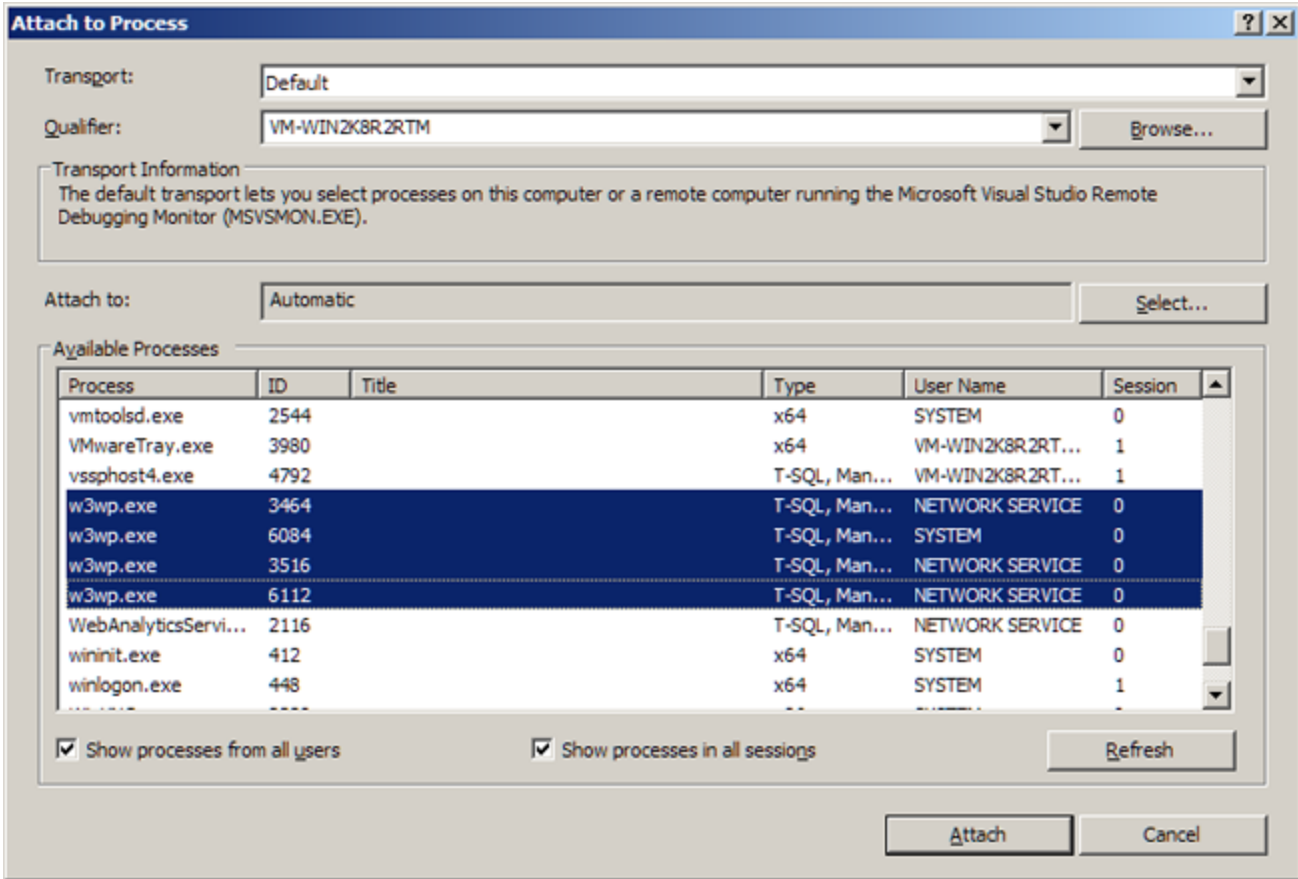 Attach to Process
Transport:
Default
Qualifier:
VM-WIN2K8R2RTM
Browse...
Transport Information
The default transport lets you select processes on this computer or a remote computer running the Microsoft Visual Studio Remote
Debugging Monitor (MSVSMON.EXE).
Attach to:
Automatic
Select...
Available Processes
Process ID Title Type User Name Session
vmtoolsd.exe 2544 x64 SYSTEM 0
VMwareTray.exe 3980 x64 VM-WIN2K8R2RT... 1
vssphost4.exe 4792 T-SQL, Man... VM-WIN2K8R2RT... 1
w3wp.exe 3464 T-SQL, Man... NETWORK SERVICE 0
w3wp.exe 6084 T-SQL, Man... SYSTEM 0
w3wp.exe 3516 T-SQL, Man... NETWORK SERVICE 0
w3wp.exe 6112 T-SQL, Man... NETWORK SERVICE 0
WebAnalyticsServi... 2116 T-SQL, Man... NETWORK SERVICE 0
wininit.exe 412 x64 SYSTEM 0
winlogon.exe 448 x64 SYSTEM 1
Show processes from all users
Show processes in all sessions
Refresh
Attach
Cancel